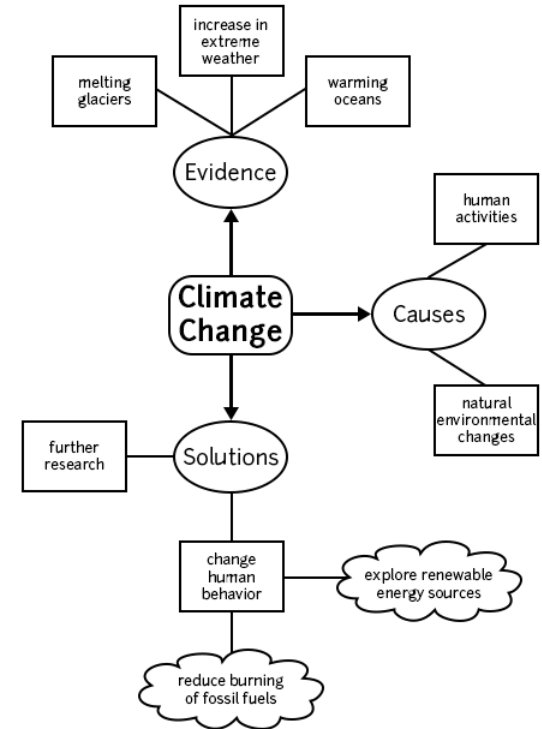 increase in
extreme
weather
melting
glaciers
warming
oceans
Evidence
human
activities
Climate
Change
Causes
natural
environmental
changes
further
research
Solutions
change
human
behavior
explore renewable
energy sources
reduce burning
of fossil fuels